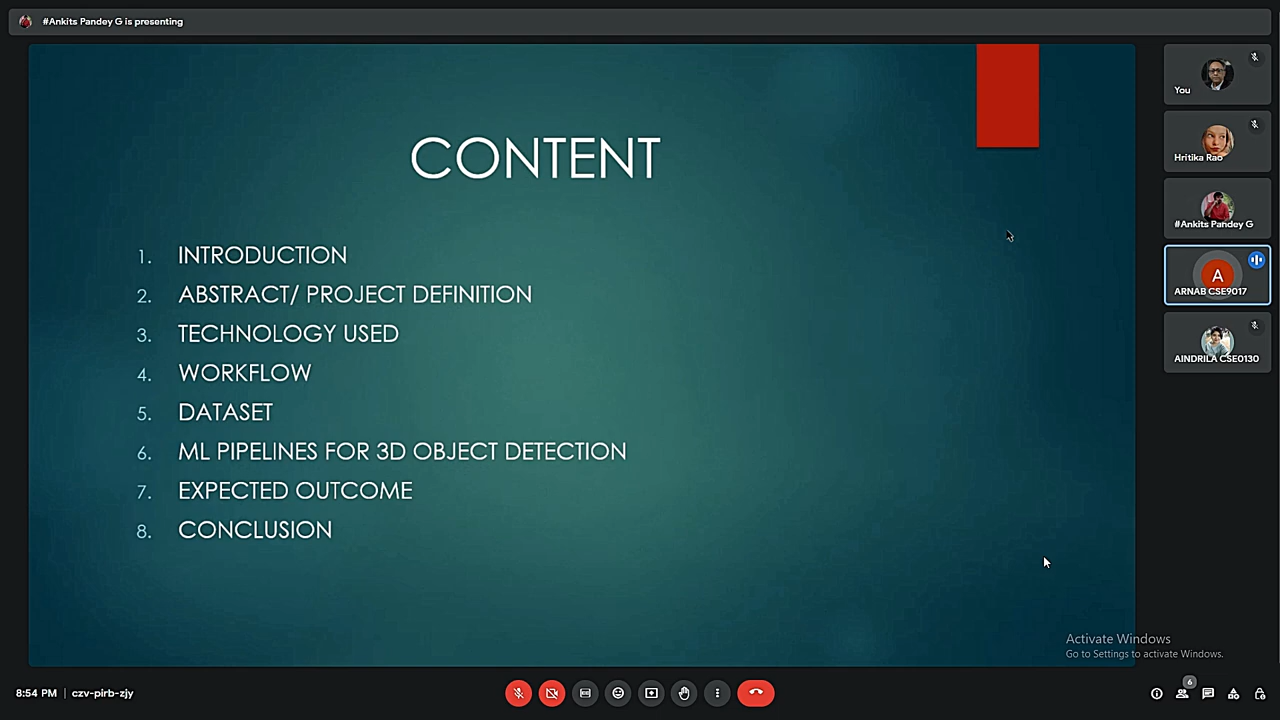 #Ankits Pandey G is presenting
CONTENT
1. INTRODUCTION
2. ABSTRACT/ PROJECT DEFINITION
3. TECHNOLOGY USED
4. WORKFLOW
5. DATASET
6. ML PIPELINES FOR 3D OBJECT DETECTION
7. EXPECTED OUTCOME
8. CONCLUSION
You
Hritika Rao
#Ankits Pandey G
A
ARNAB CSE9017
AINDRILA CSE0130
Activate Windows
Go to Settings to activate Windows.
8:54 PM | czv-pirb-zjy
6